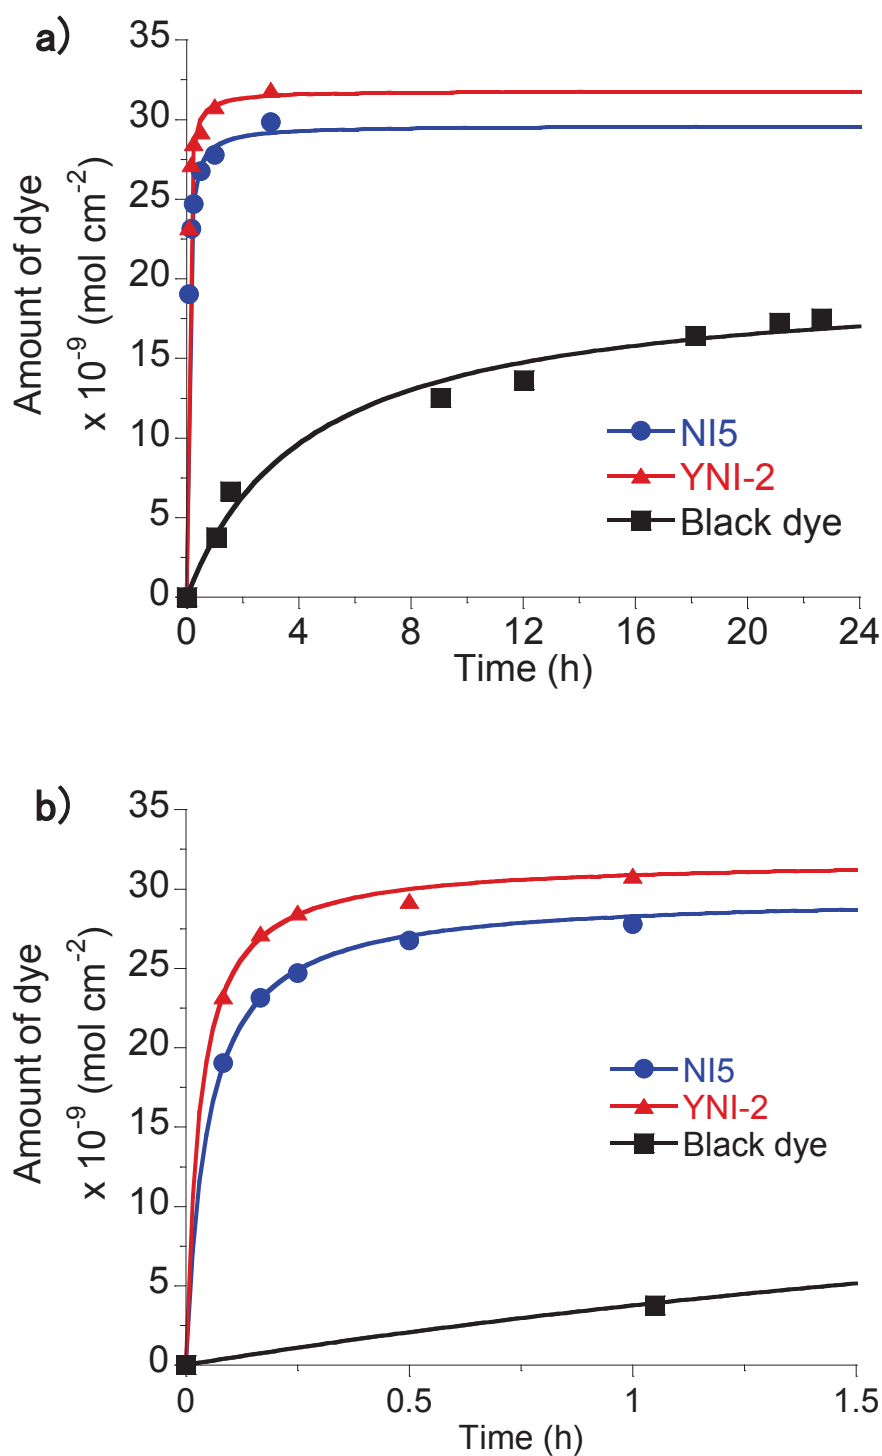 a)
35
30
25
20
15
10
5
0
Amount of dye
x 10⁻⁹ (mol cm⁻²)
NI5
YNI-2
Black dye
0 4 8 12 16 20 24
Time (h)
b)
35
30
25
20
15
10
5
0
Amount of dye
x 10⁻⁹ (mol cm⁻²)
NI5
YNI-2
Black dye
0 0.5 1 1.5
Time (h)